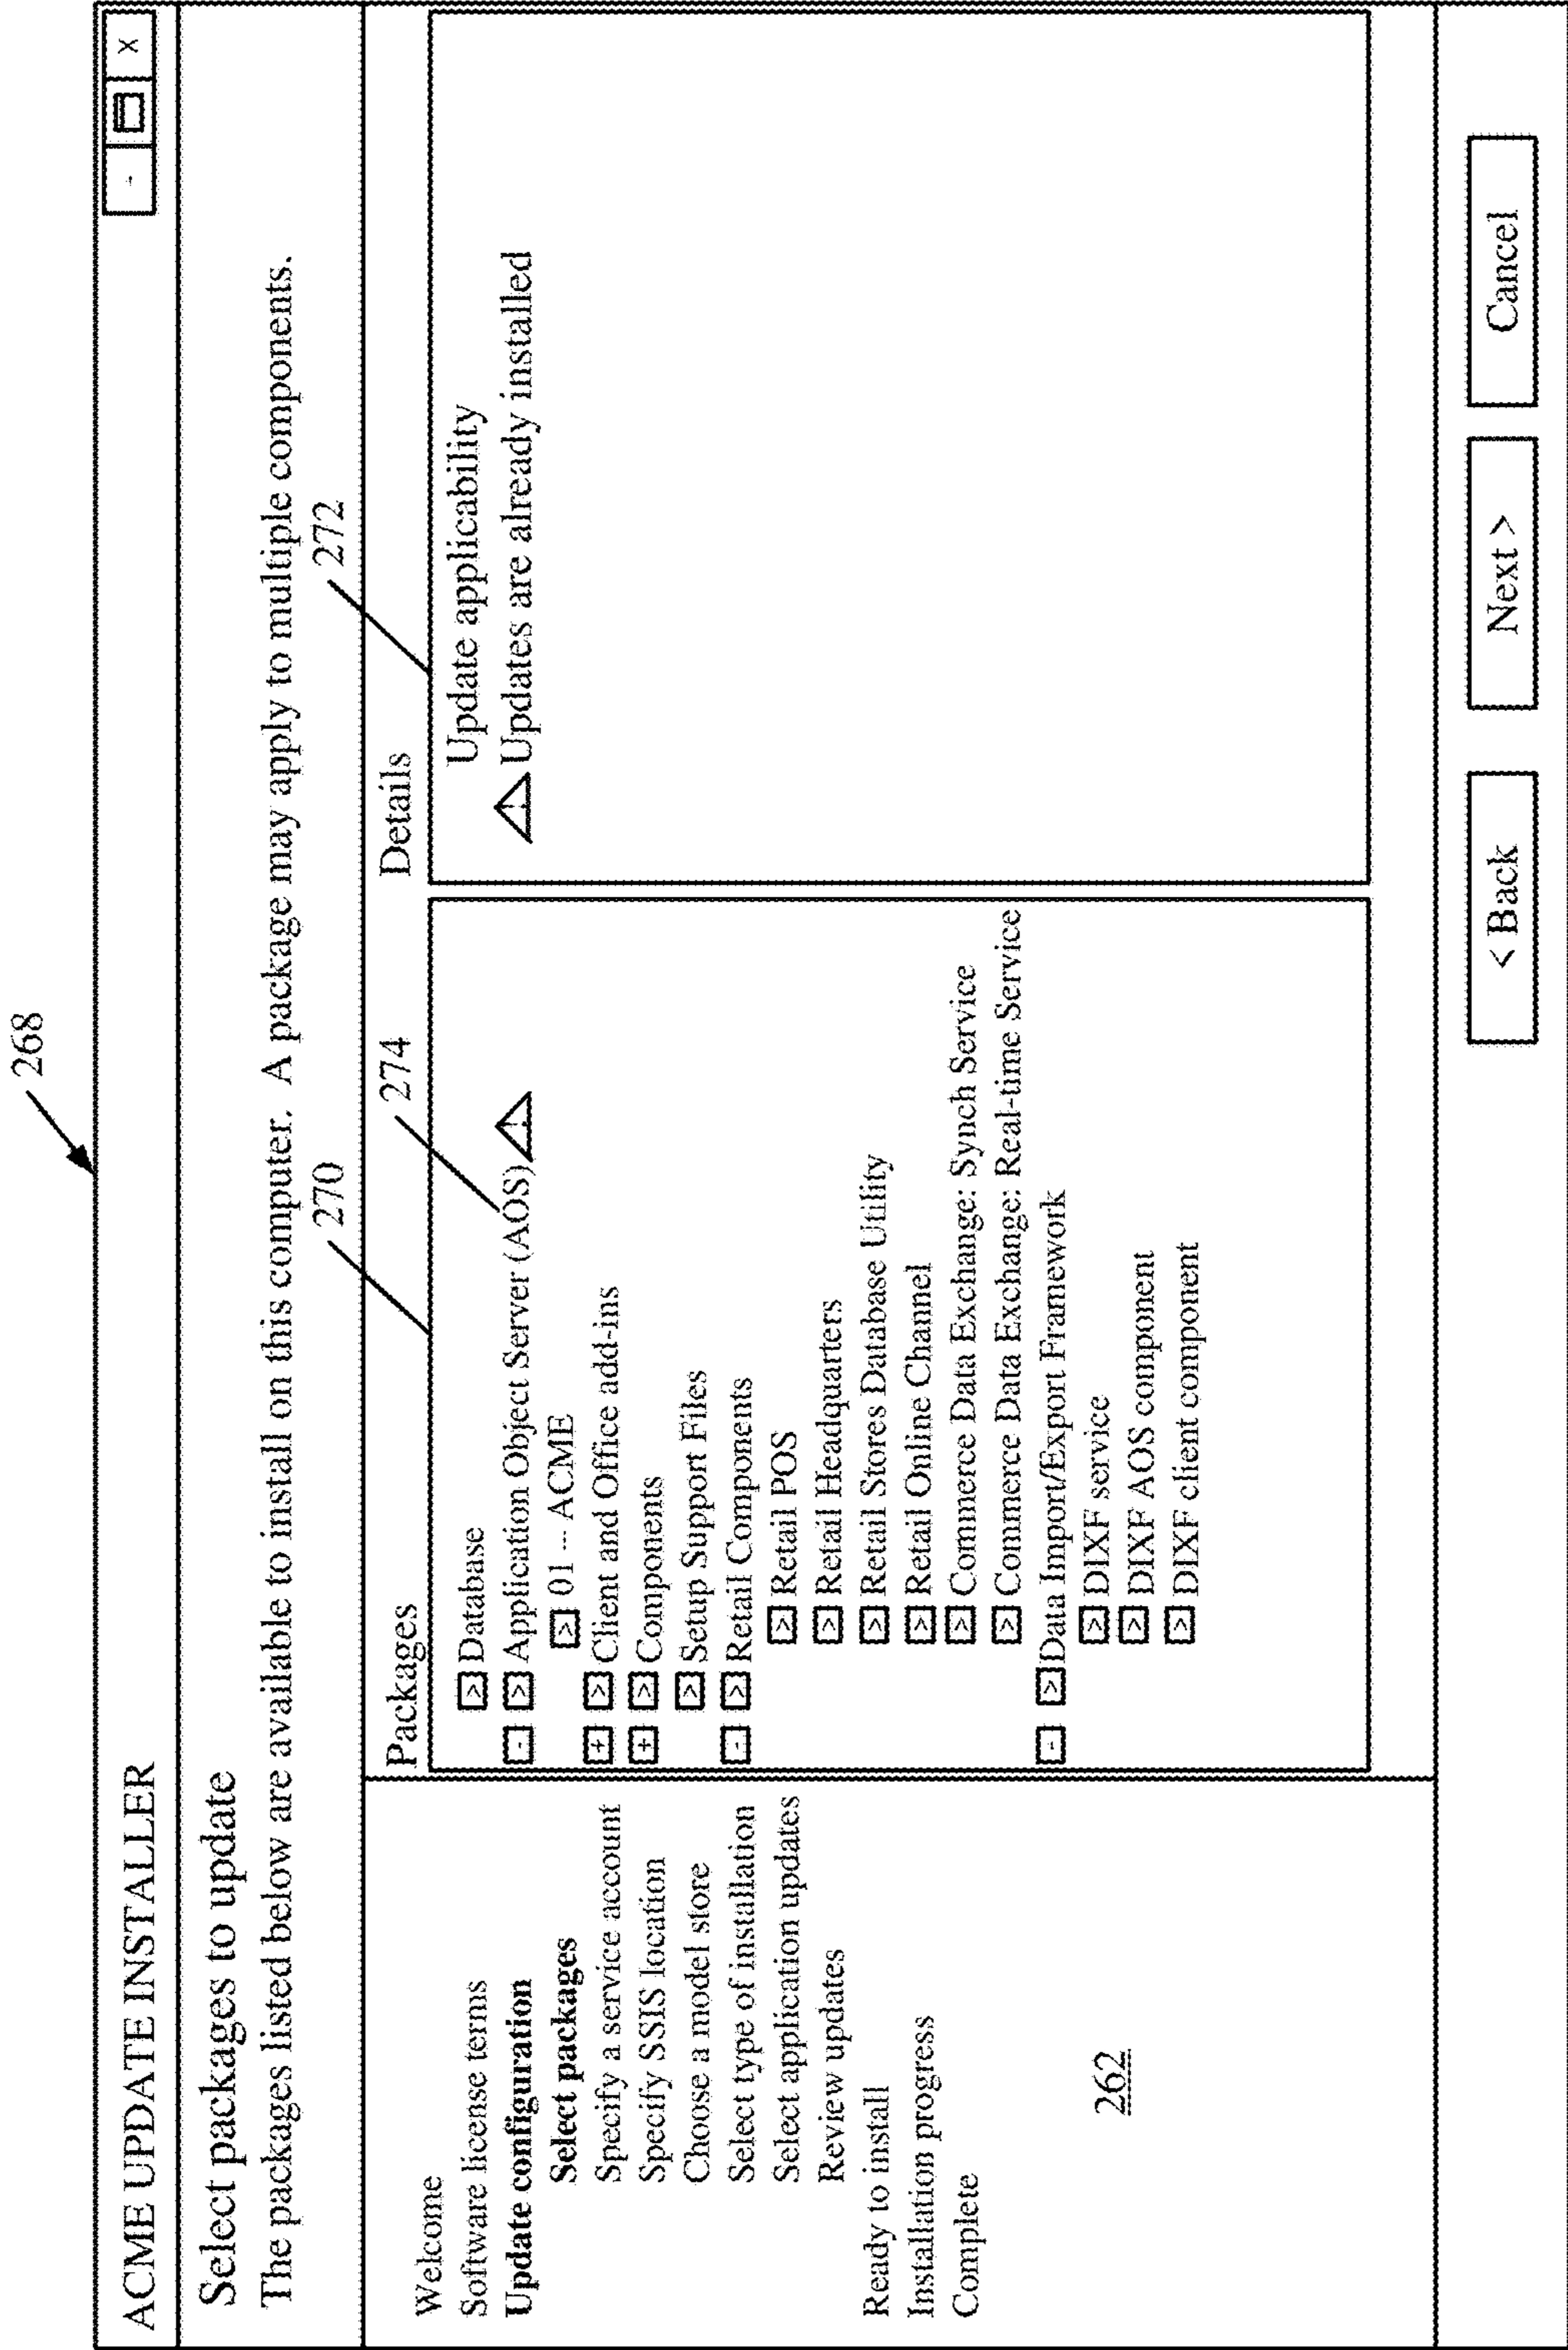 268
ACME UPDATE INSTALLER
- X
Select packages to update
The packages listed below are available to install on this computer. A package may apply to multiple components.
270
274
272
Welcome
Software license terms
Update configuration
Select packages
Specify a service account
Specify SSIS location
Choose a model store
Select type of installation
Select application updates
Review updates
Ready to install
Installation progress
Complete
262
Packages
> Database
- > Application Object Server (AOS) !
> 01 -- ACME
+ > Client and Office add-ins
+ > Components
> Setup Support Files
- > Retail Components
> Retail POS
> Retail Headquarters
> Retail Stores Database Utility
> Retail Online Channel
> Commerce Data Exchange: Synch Service
> Commerce Data Exchange: Real-time Service
- > Data Import/Export Framework
> DIXF service
> DIXF AOS component
> DIXF client component
Details
Update applicability
! Updates are already installed
< Back
Next >
Cancel